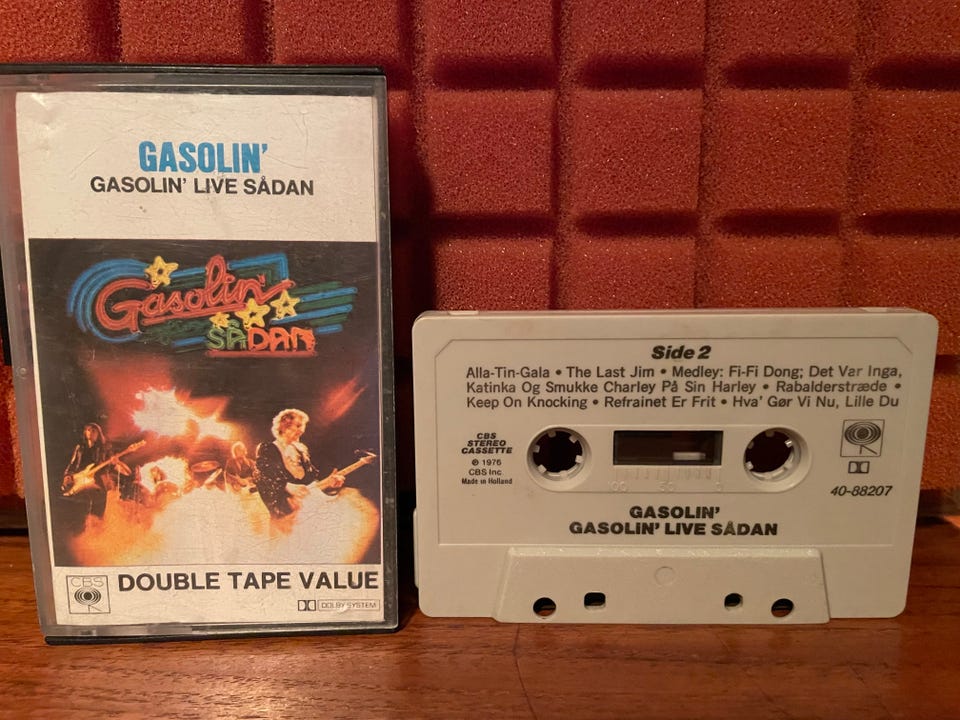 GASOLIN'
GASOLIN' LIVE SÅDAN
Gasolin'
SÅDAN
CBS
DOUBLE TAPE VALUE
DOLBY SYSTEM
Side 2
Alla-Tin-Gala • The Last Jim • Medley: Fi-Fi Dong; Det Var Inga,
Katinka Og Smukke Charley På Sin Harley • Rabalderstræde •
Keep On Knocking • Refrainet Er Frit • Hva' Gør Vi Nu, Lille Du
CBS
STEREO
CASSETTE
℗ 1976
CBS Inc.
Made in Holland
100 50 0
40-88207
GASOLIN'
GASOLIN' LIVE SÅDAN